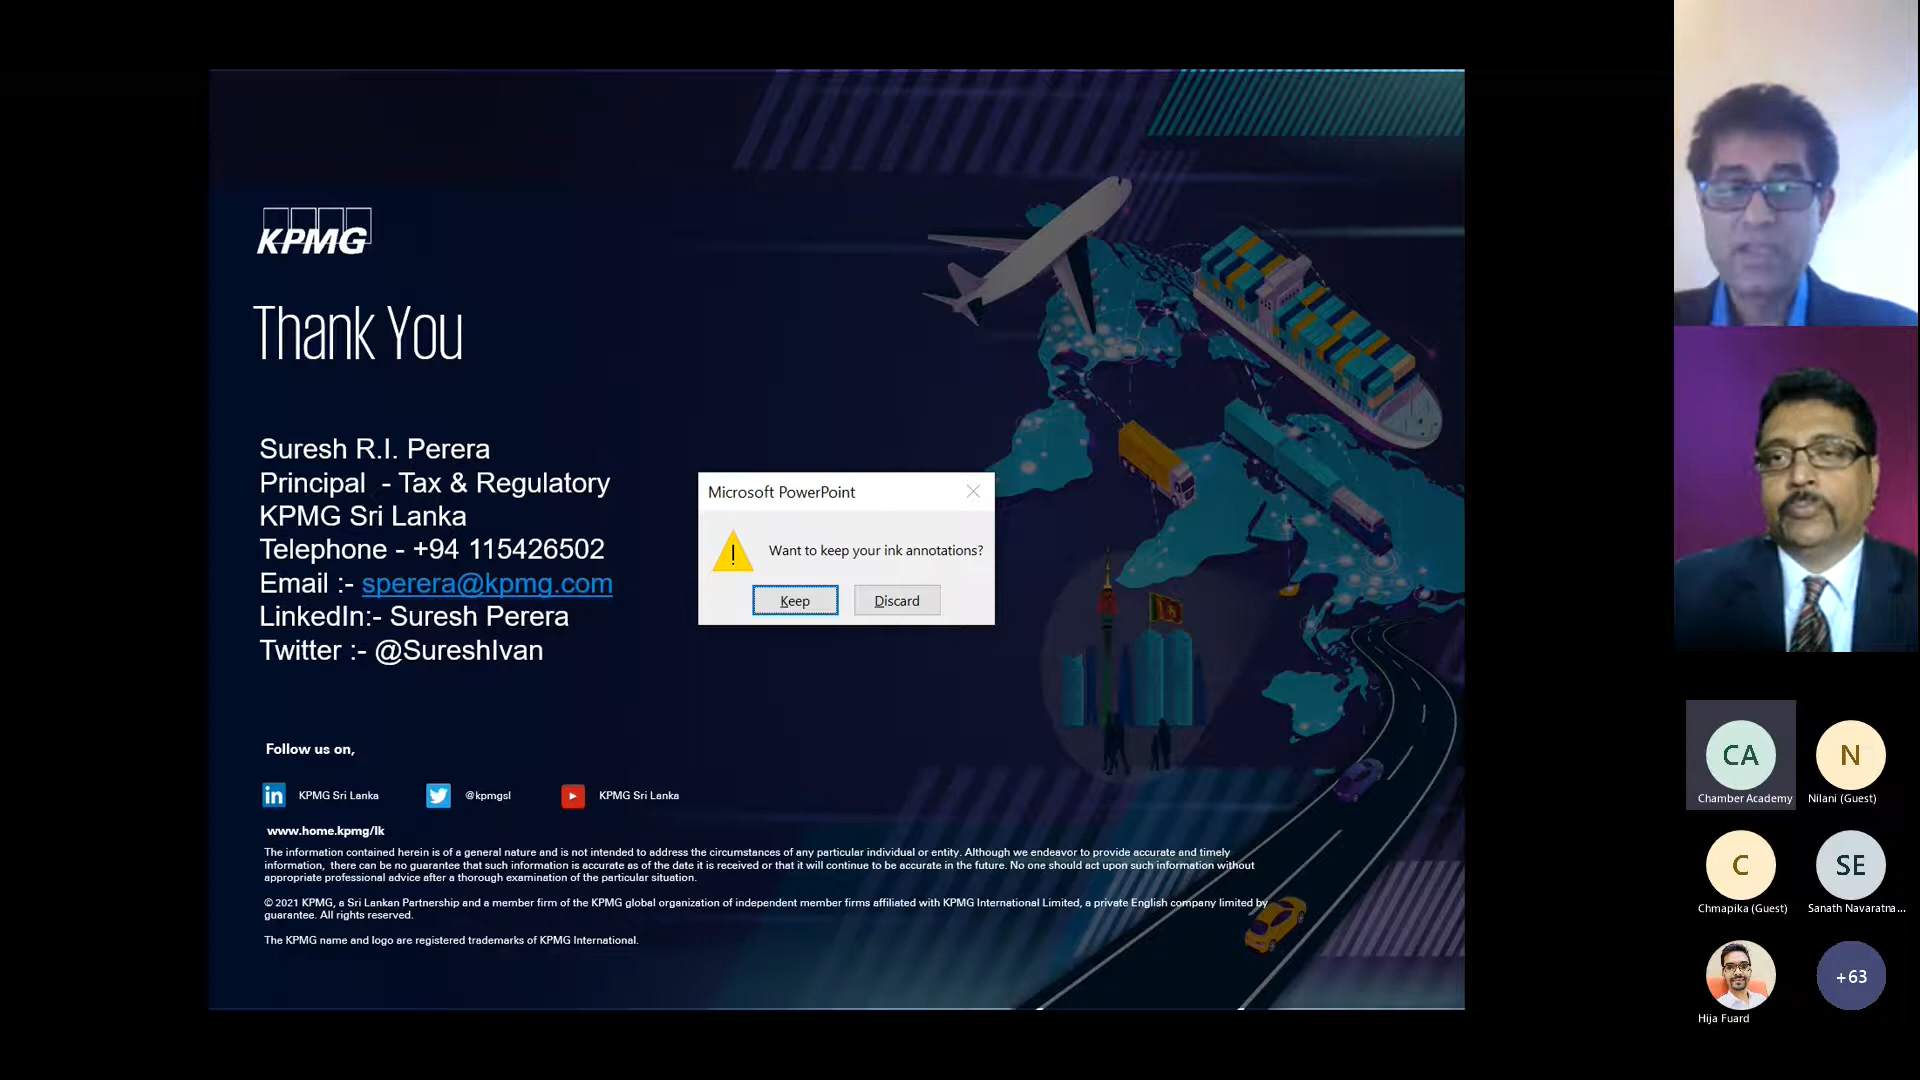 KPMG
Thank You
Suresh R.I. Perera
Principal - Tax & Regulatory
KPMG Sri Lanka
Telephone - +94 115426502
Email :- sperera@kpmg.com
LinkedIn:- Suresh Perera
Twitter :- @SureshIvan
Microsoft PowerPoint
Want to keep your ink annotations?
Keep
Discard
Follow us on,
in KPMG Sri Lanka
@kpmgsl
KPMG Sri Lanka
www.home.kpmg/lk
The information contained herein is of a general nature and is not intended to address the circumstances of any particular individual or entity. Although we endeavor to provide accurate and timely
information, there can be no guarantee that such information is accurate as of the date it is received or that it will continue to be accurate in the future. No one should act upon such information without
appropriate professional advice after a thorough examination of the particular situation.
© 2021 KPMG, a Sri Lankan Partnership and a member firm of the KPMG global organization of independent member firms affiliated with KPMG International Limited, a private English company limited by
guarantee. All rights reserved.
The KPMG name and logo are registered trademarks of KPMG International.
CA
Chamber Academy
N
Nilani (Guest)
C
Chmapika (Guest)
SE
Sanath Navaratna...
Hija Fuard
+63